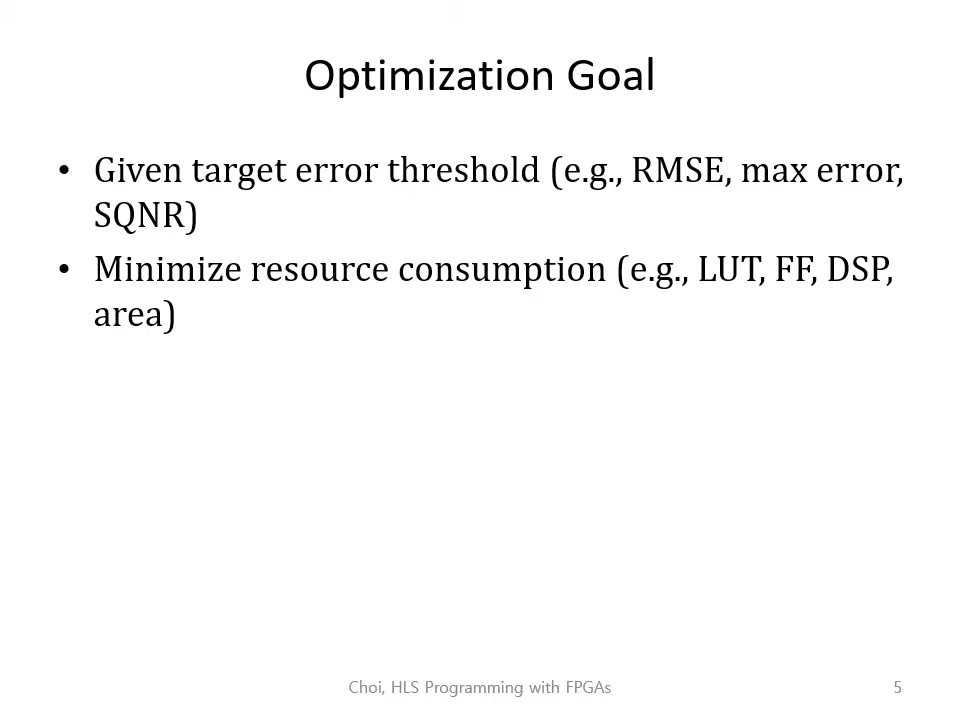 Optimization Goal
• Given target error threshold (e.g., RMSE, max error,
SQNR)
• Minimize resource consumption (e.g., LUT, FF, DSP,
area)
Choi, HLS Programming with FPGAs
5